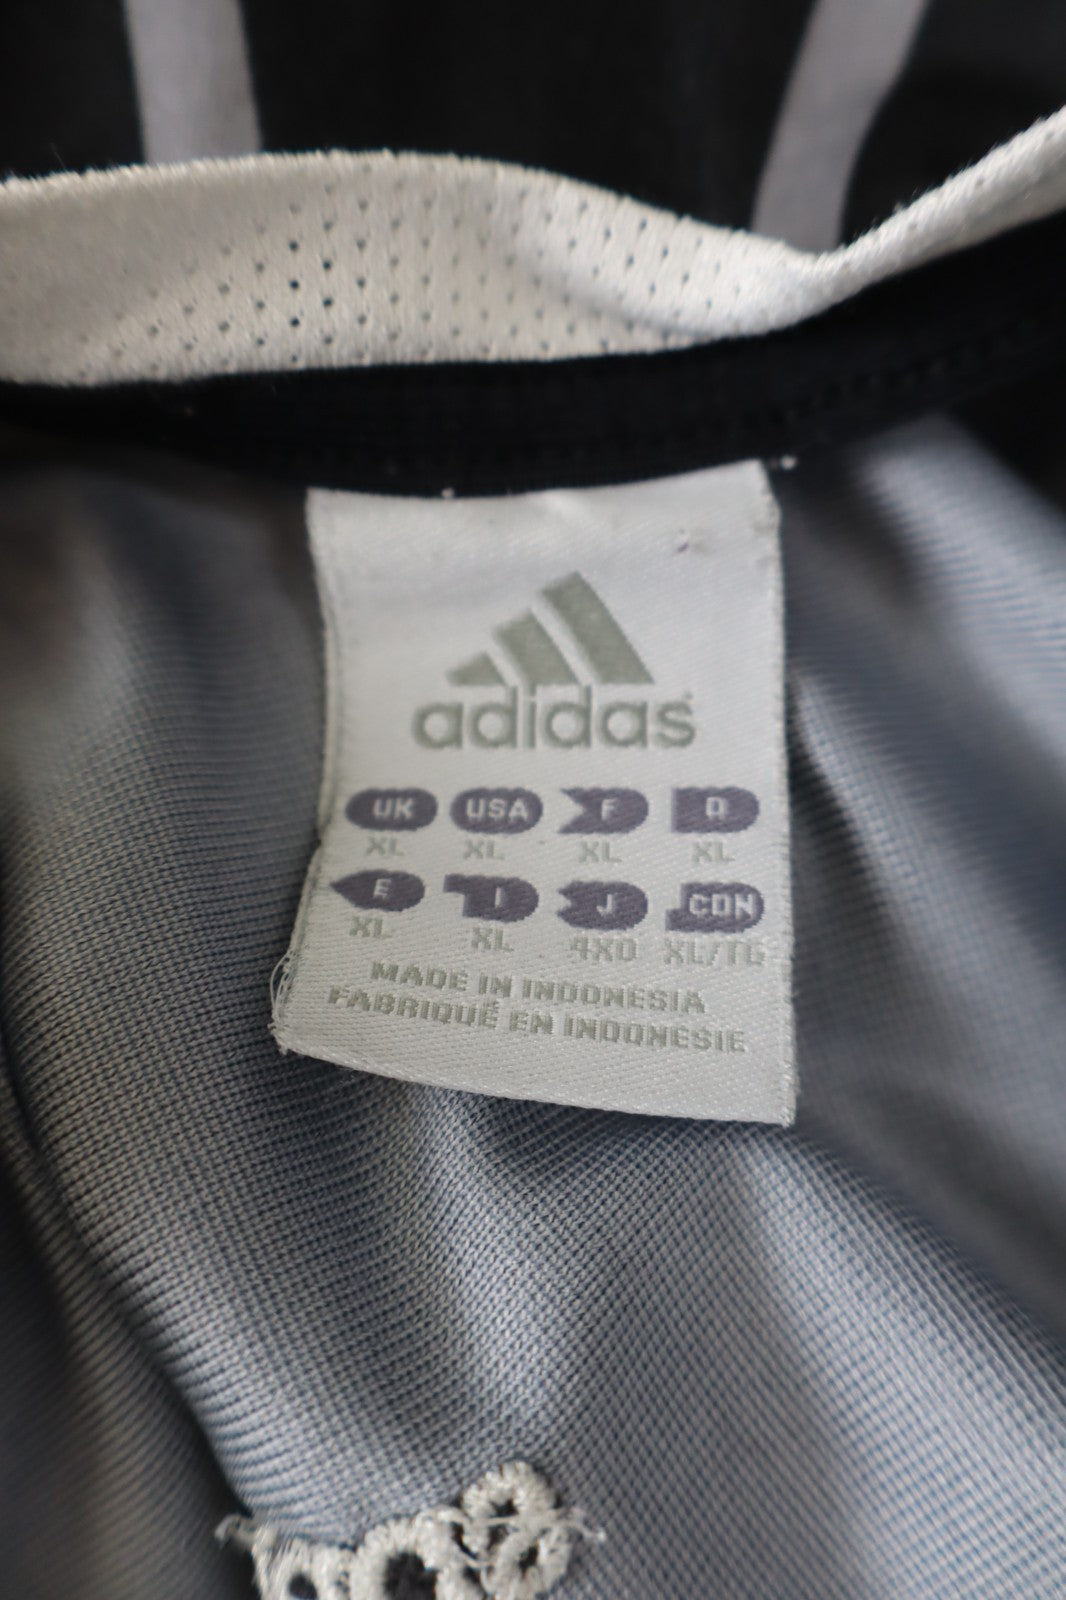 adidas
UK USA F D
XL XL XL XL
E I J CDN
XL XL 4XO XL/TG
MADE IN INDONESIA
FABRIQUÉ EN INDONESIE